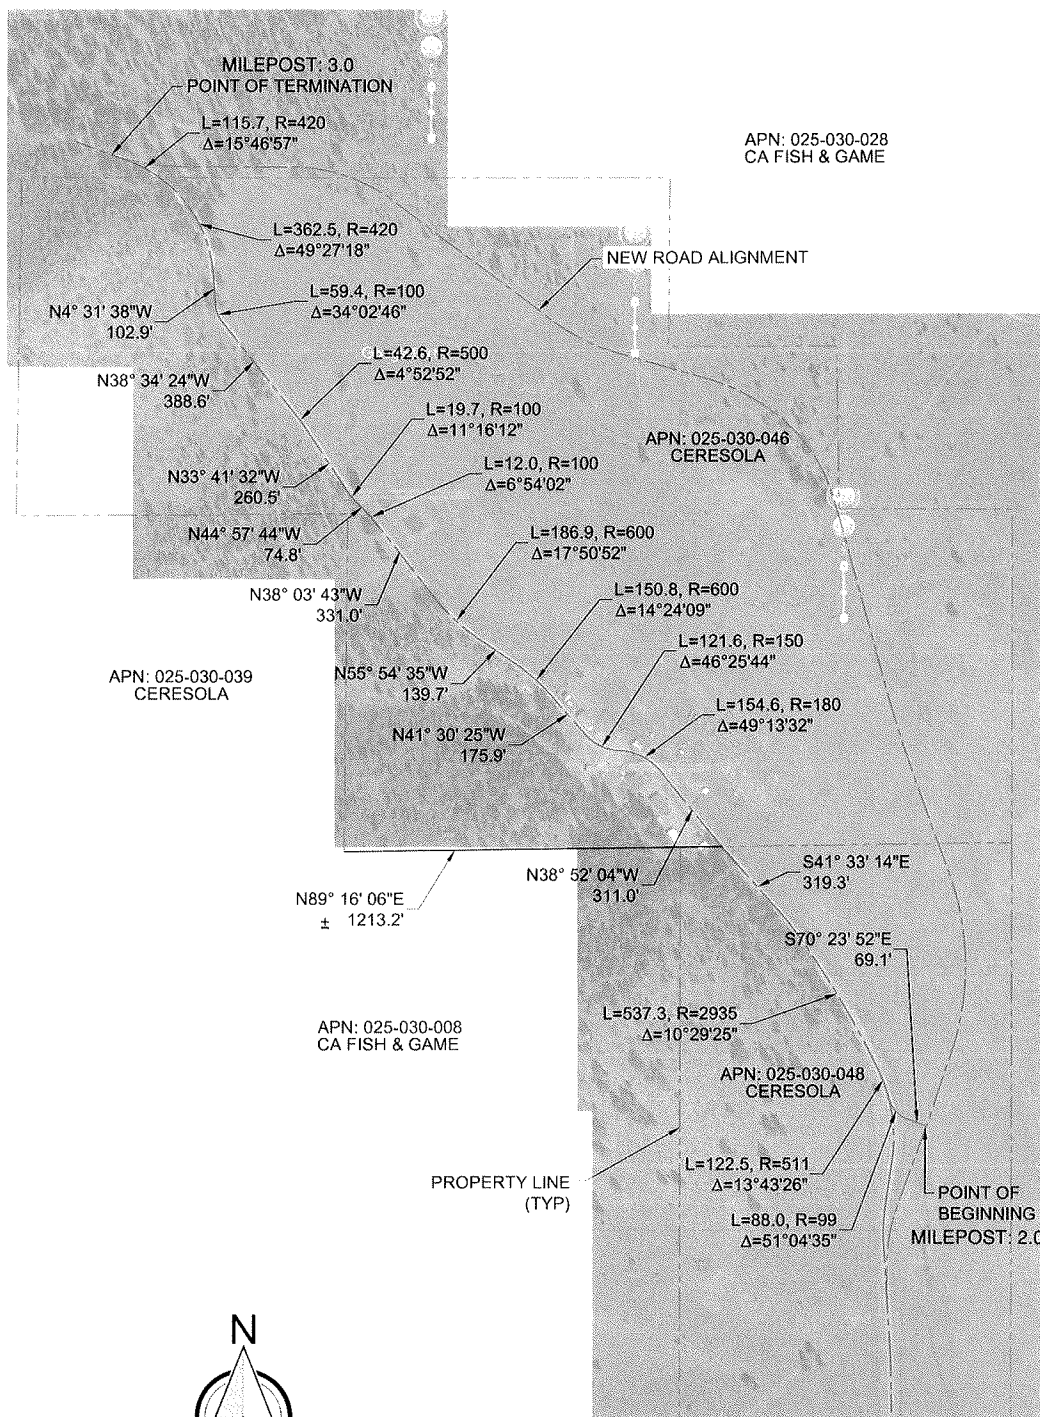 MILEPOST: 3.0
POINT OF TERMINATION
L=115.7, R=420
Δ=15°46'57"
APN: 025-030-028
CA FISH & GAME
L=362.5, R=420
Δ=49°27'18"
NEW ROAD ALIGNMENT
N4° 31' 38"W
102.9'
L=59.4, R=100
Δ=34°02'46"
L=42.6, R=500
Δ=4°52'52"
N38° 34' 24"W
388.6'
L=19.7, R=100
Δ=11°16'12"
APN: 025-030-046
CERESOLA
N33° 41' 32"W
260.5'
L=12.0, R=100
Δ=6°54'02"
N44° 57' 44"W
74.8'
L=186.9, R=600
Δ=17°50'52"
N38° 03' 43"W
331.0'
L=150.8, R=600
Δ=14°24'09"
L=121.6, R=150
Δ=46°25'44"
APN: 025-030-039
CERESOLA
N55° 54' 35"W
139.7'
L=154.6, R=180
Δ=49°13'32"
N41° 30' 25"W
175.9'
N38° 52' 04"W
311.0'
S41° 33' 14"E
319.3'
N89° 16' 06"E
± 1213.2'
S70° 23' 52"E
69.1'
L=537.3, R=2935
Δ=10°29'25"
APN: 025-030-008
CA FISH & GAME
APN: 025-030-048
CERESOLA
L=122.5, R=511
Δ=13°43'26"
PROPERTY LINE
(TYP)
L=88.0, R=99
Δ=51°04'35"
POINT OF
BEGINNING
MILEPOST: 2.0
N